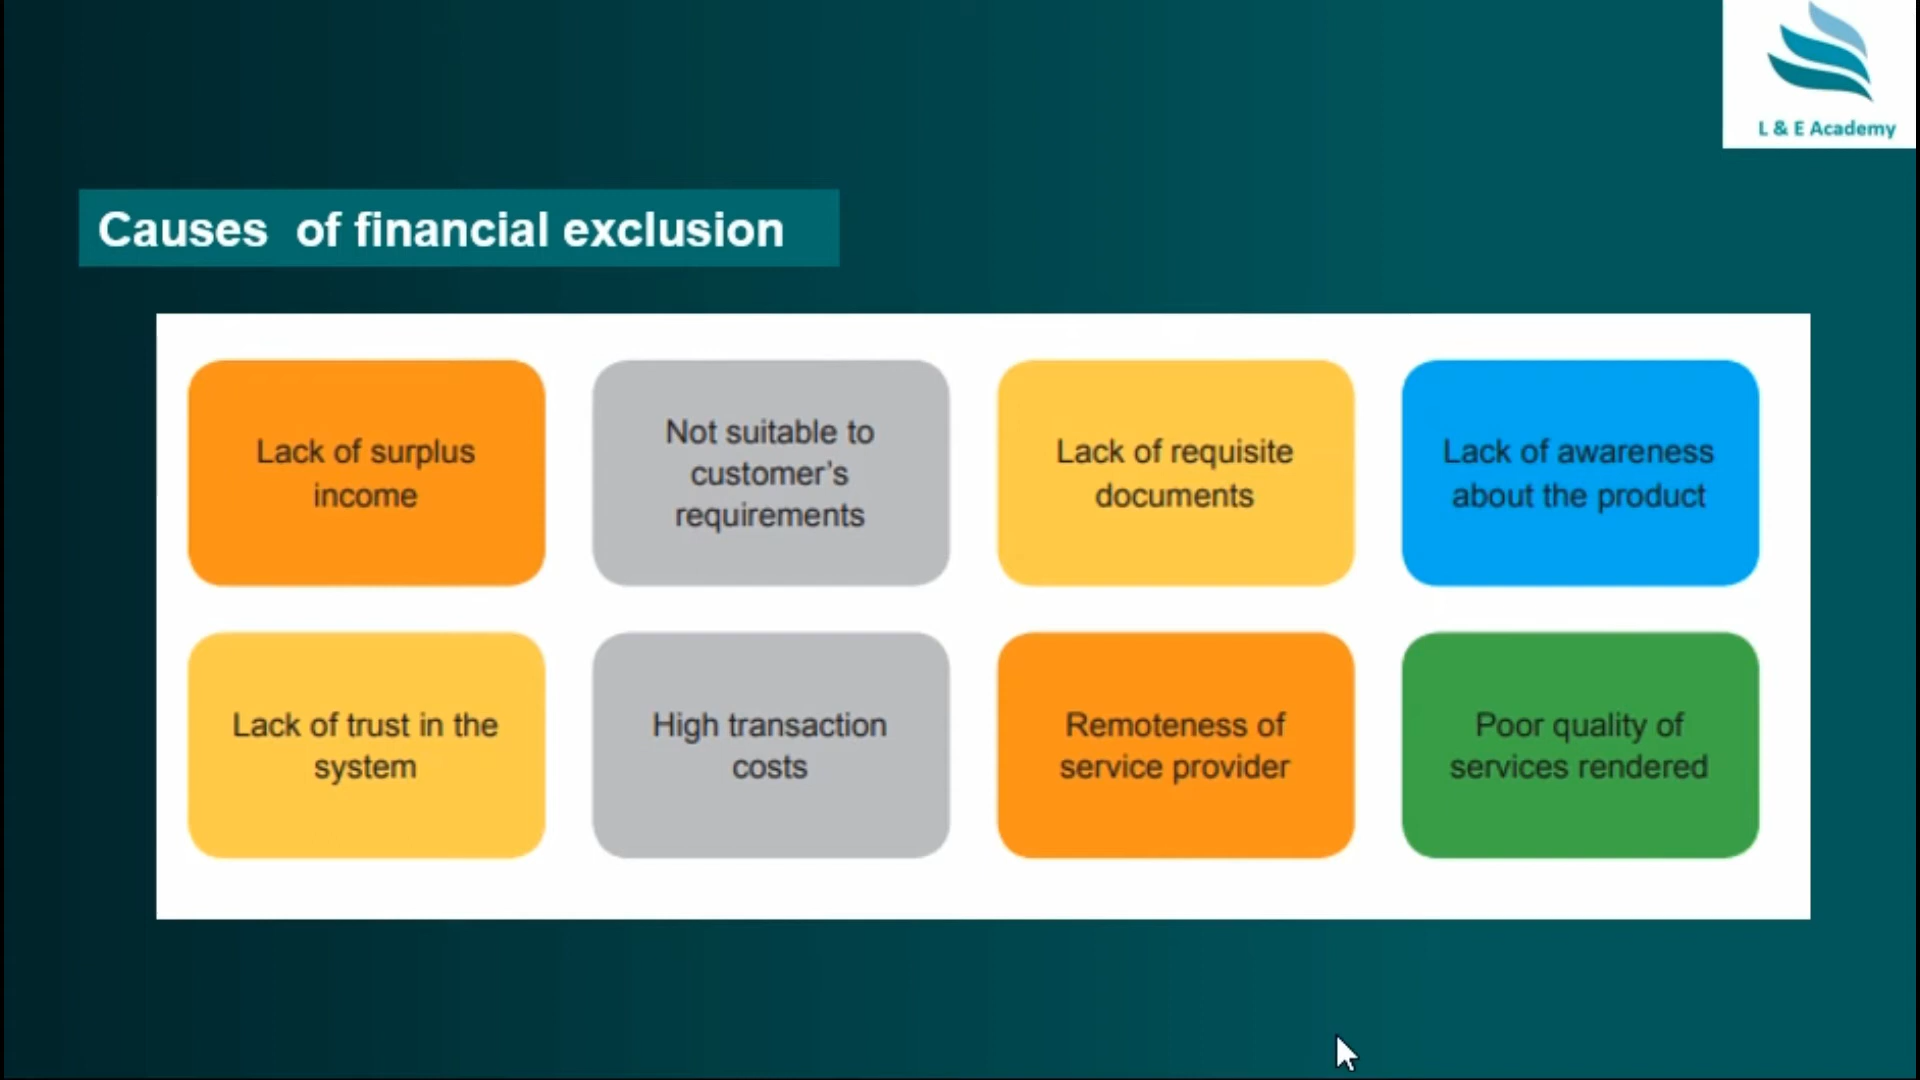 L & E Academy
Causes of financial exclusion
Lack of surplus
income
Not suitable to
customer’s
requirements
Lack of requisite
documents
Lack of awareness
about the product
Lack of trust in the
system
High transaction
costs
Remoteness of
service provider
Poor quality of
services rendered